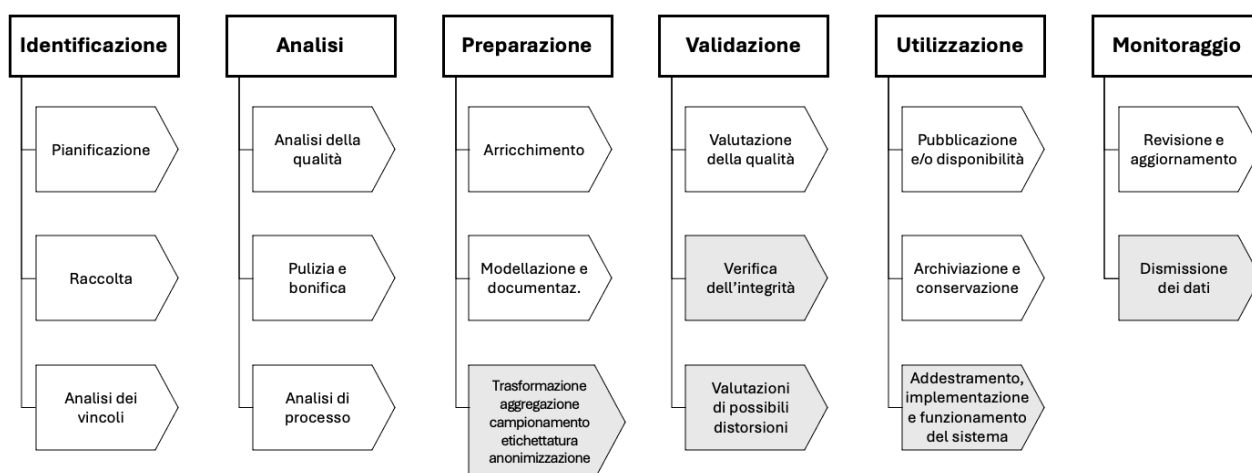 Identificazione
Pianificazione
Raccolta
Analisi dei
vincoli
Analisi
Analisi della
qualità
Pulizia e
bonifica
Analisi di
processo
Preparazione
Arricchimento
Modellazione e
documentaz.
Trasformazione
aggregazione
campionamento
etichettatura
anonimizzazione
Validazione
Valutazione
della qualità
Verifica
dell'integrità
Valutazioni
di possibili
distorsioni
Utilizzazione
Pubblicazione
e/o disponibilità
Archiviazione e
conservazione
Addestramento,
implementazione
e funzionamento
del sistema
Monitoraggio
Revisione e
aggiornamento
Dismissione
dei dati